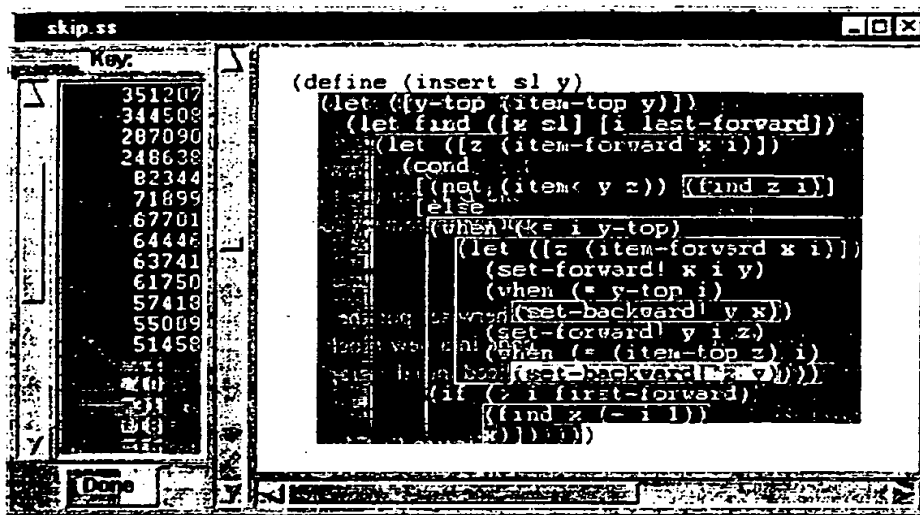 skip.ss
Key:
351207
344508
287090
248638
82344
71899
67701
64446
63741
61750
57418
55009
51458
Done
(define (insert sl y)
(let ([y-top (item-top y)])
(let find ([x sl] [i last-forward])
(let ([z (item-forward x i)])
(cond
[(not (item< y z)) (find z i)]
[else
(when (<= i y-top)
(let ([z (item-forward x i)])
(set-forward! x i y)
(when (= y-top i)
(set-backward! y x))
(set-forward! y i z)
(when (= (item-top z) i)
(set-backward! z y))))
(if (> i first-forward)
(find x (- i 1))